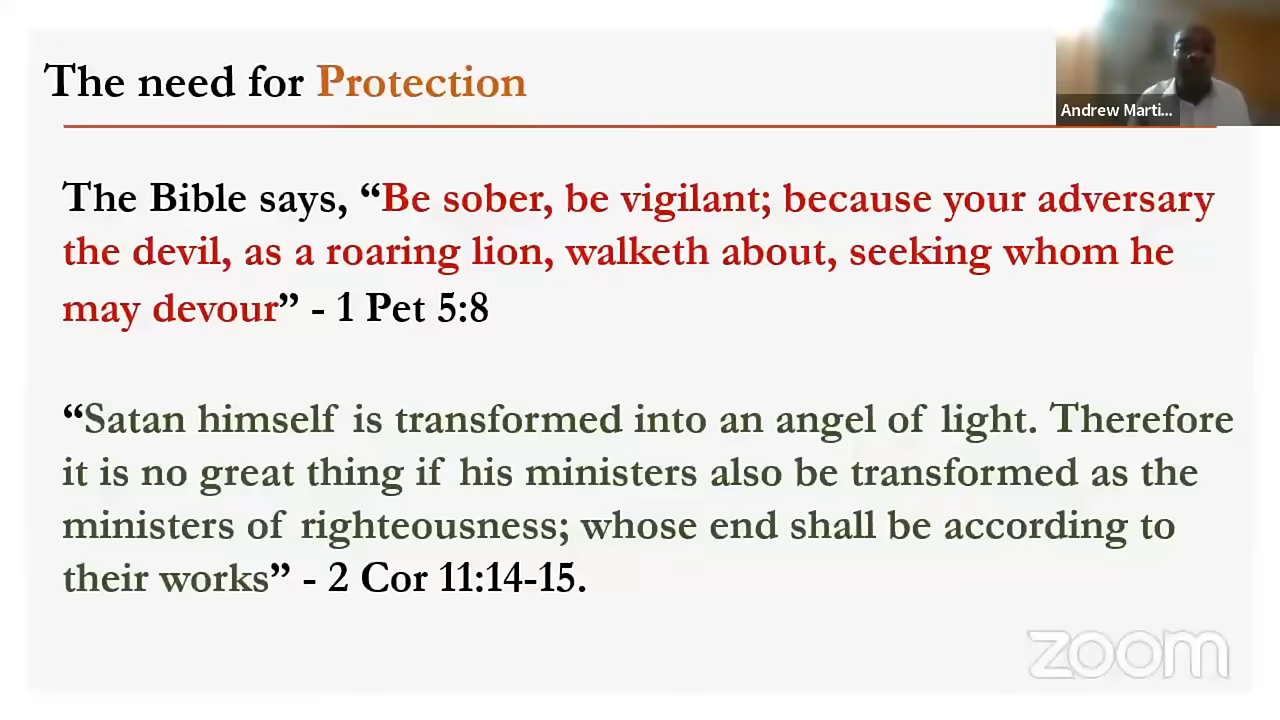 The need for Protection
Andrew Marti...
The Bible says, “Be sober, be vigilant; because your adversary
the devil, as a roaring lion, walketh about, seeking whom he
may devour” - 1 Pet 5:8
“Satan himself is transformed into an angel of light. Therefore
it is no great thing if his ministers also be transformed as the
ministers of righteousness; whose end shall be according to
their works” - 2 Cor 11:14-15.
zoom